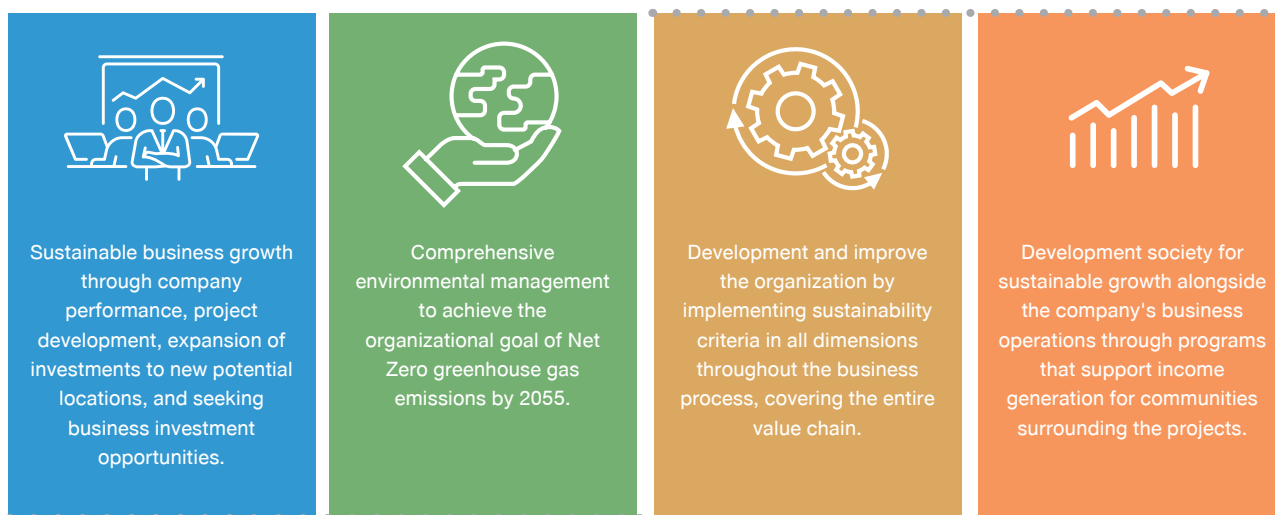 Sustainable business growth
through company
performance, project
development, expansion of
investments to new potential
locations, and seeking
business investment
opportunities.
Comprehensive
environmental management
to achieve the
organizational goal of Net
Zero greenhouse gas
emissions by 2055.
Development and improve
the organization by
implementing sustainability
criteria in all dimensions
throughout the business
process, covering the entire
value chain.
Development society for
sustainable growth alongside
the company's business
operations through programs
that support income
generation for communities
surrounding the projects.